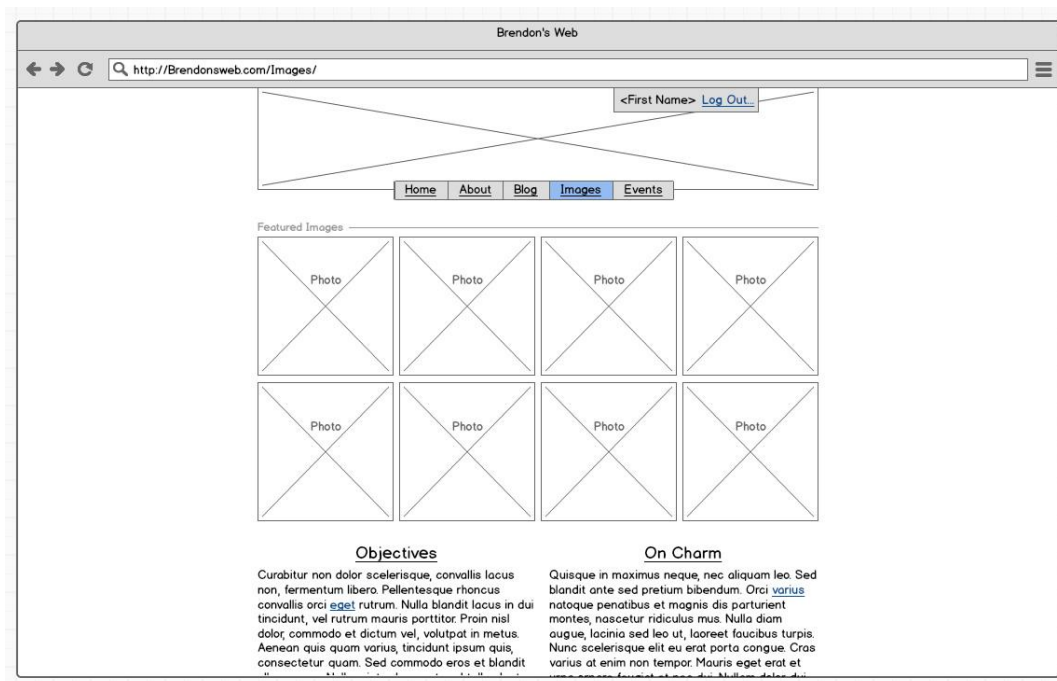 Brendon's Web
http://Brendonsweb.com/Images/
<First Name> Log Out...
Home About Blog Images Events
Featured Images
Photo Photo Photo Photo
Photo Photo Photo Photo
Objectives
Curabitur non dolor scelerisque, convallis lacus
non, fermentum libero. Pellentesque rhoncus
convallis orci eget rutrum. Nulla blandit lacus in dui
tincidunt, vel rutrum mauris porttitor. Proin nisl
dolor, commodo et dictum vel, volutpat in metus.
Aenean quis quam varius, tincidunt ipsum quis,
consectetur quam. Sed commodo eros et blandit
On Charm
Quisque in maximus neque, nec aliquam leo. Sed
blandit ante sed pretium bibendum. Orci varius
natoque penatibus et magnis dis parturient
montes, nascetur ridiculus mus. Nulla diam
augue, lacinia sed leo ut, laoreet faucibus turpis.
Nunc scelerisque elit eu erat porta congue. Cras
varius at enim non tempor. Mauris eget erat et